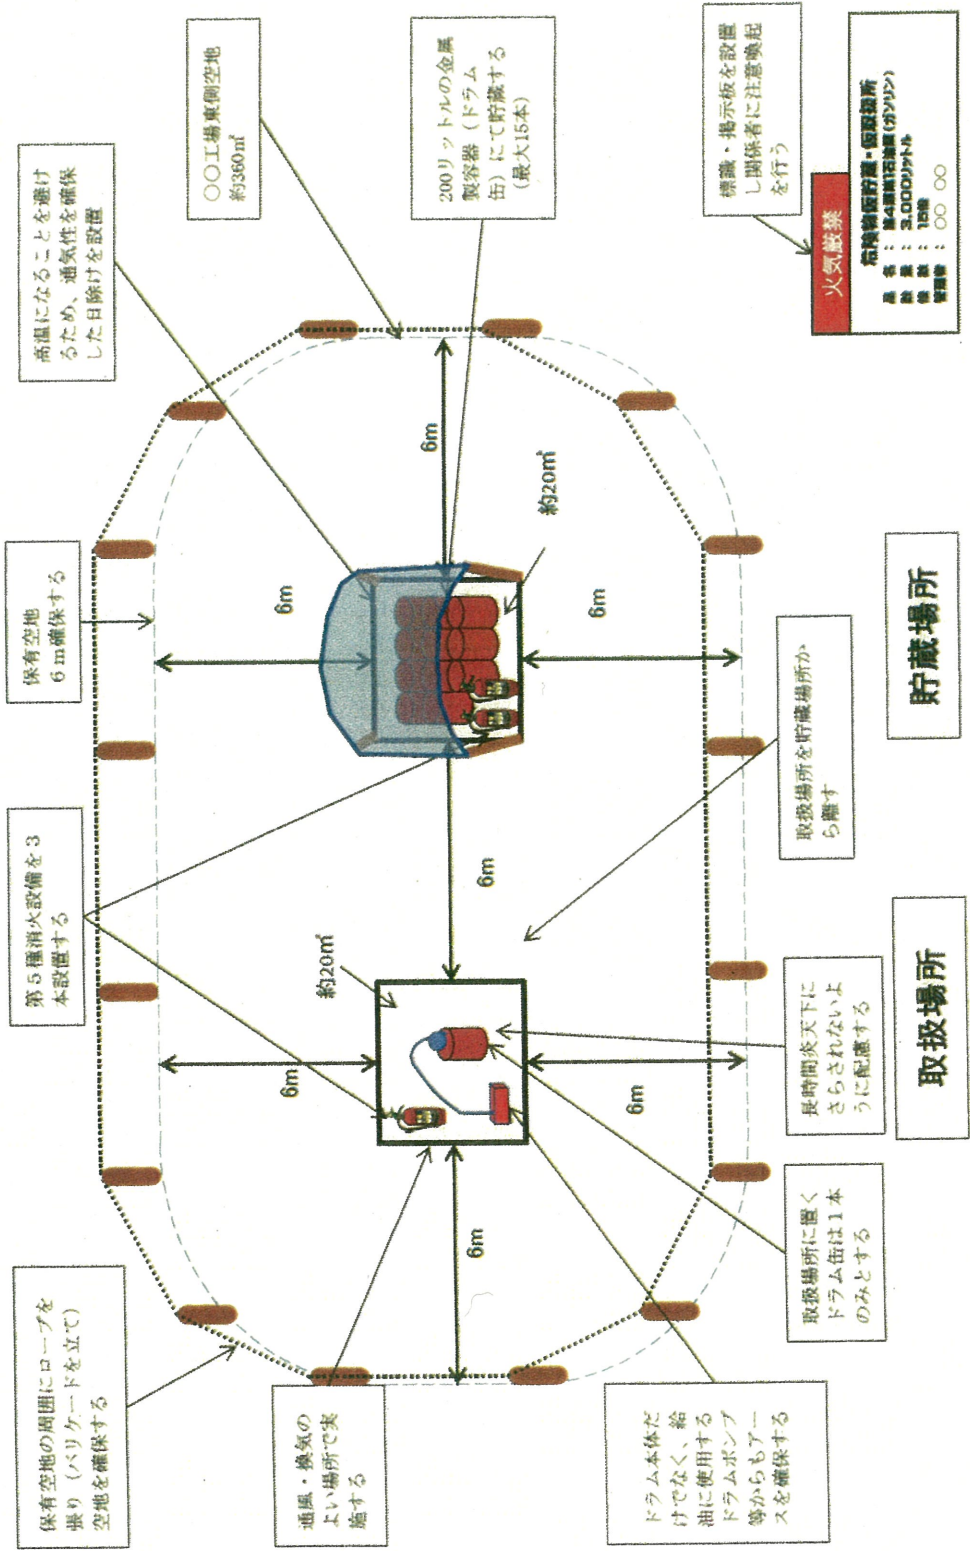 保有空地の周囲にロープを
張り(バリケードを立て)
空地を確保する
第5種消火設備を3
本設置する
保有空地
6m確保する
高温になることを避け
るため、通気性を確保
した日除けを設置
○○工場東側空地
約360㎡
通風・換気の
よい場所で実
施する
6m
6m
約20㎡
6m
6m
6m
200リットルの金属
製容器(ドラム
缶)にて貯蔵する
(最大15本)
約20㎡
6m
6m
6m
ドラム本体だ
けでなく、給
油に使用する
ドラムポンプ
等からもアー
スを確保する
取扱場所に置く
ドラム缶は1本
のみとする
長時間炎天下に
さらされないよ
うに配慮する
取扱場所を貯蔵場所か
ら離す
標識・掲示板を設置
し関係者に注意喚起
を行う
火気厳禁
危険物仮貯蔵・仮取扱所
品名:第4類第1石油類(ガソリン)
数量:3,000リットル
倍数:15倍
管理者:○○ ○○
取扱場所
貯蔵場所